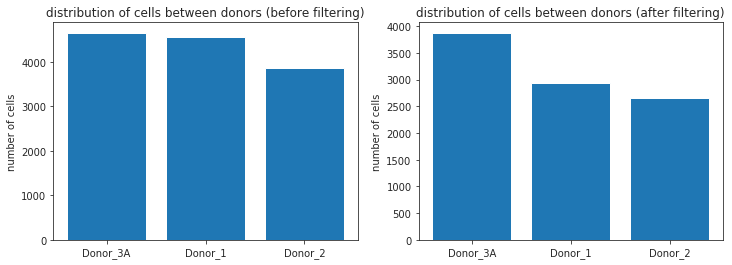 distribution of cells between donors (before filtering)
number of cells
4000
3000
2000
1000
0
Donor_3A Donor_1 Donor_2
distribution of cells between donors (after filtering)
number of cells
4000
3500
3000
2500
2000
1500
1000
500
0
Donor_3A Donor_1 Donor_2